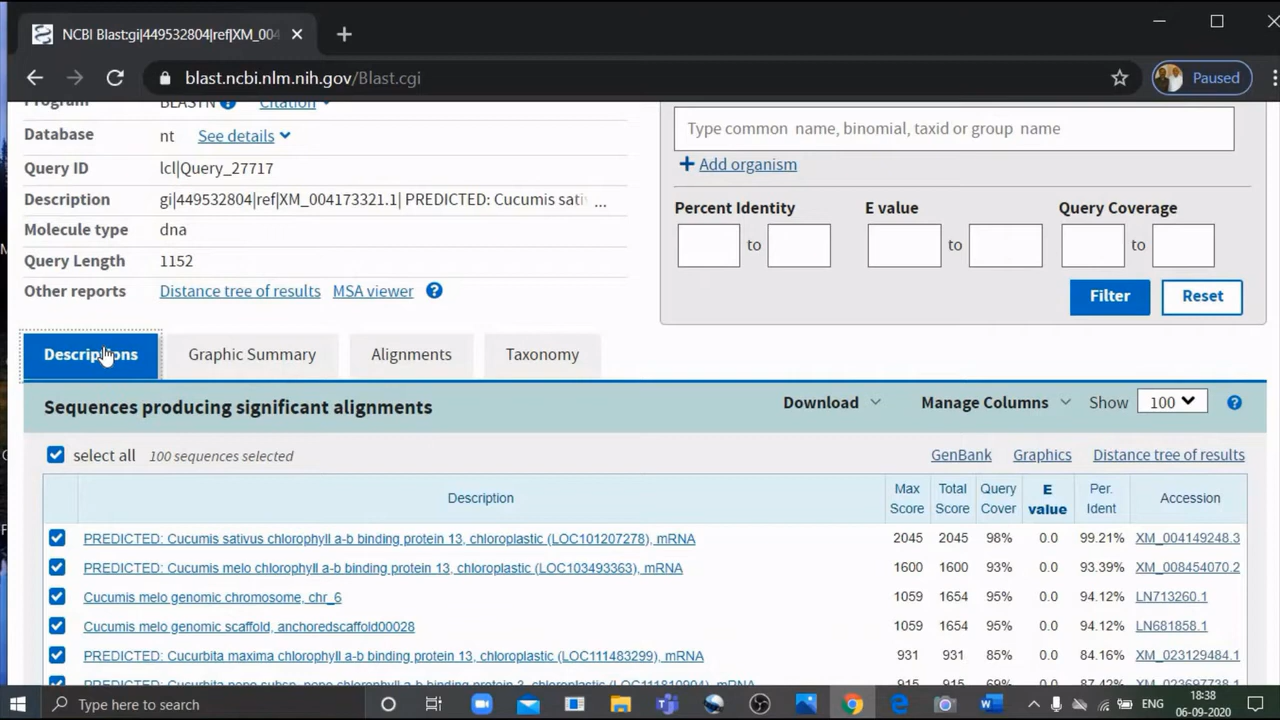 NCBI Blast:gi|449532804|ref|XM_004
blast.ncbi.nlm.nih.gov/Blast.cgi
Paused
Program BLASTN Citation
Database nt See details
Query ID lcl|Query_27717
Description gi|449532804|ref|XM_004173321.1| PREDICTED: Cucumis sati ...
Molecule type dna
Query Length 1152
Other reports Distance tree of results MSA viewer ?
Type common name, binomial, taxid or group name
+ Add organism
Percent Identity E value Query Coverage
to to to
Filter Reset
Descriptions Graphic Summary Alignments Taxonomy
Sequences producing significant alignments Download Manage Columns Show 100 ?
select all 100 sequences selected GenBank Graphics Distance tree of results
Description Max Score Total Score Query Cover E value Per. Ident Accession
PREDICTED: Cucumis sativus chlorophyll a-b binding protein 13, chloroplastic (LOC101207278), mRNA 2045 2045 98% 0.0 99.21% XM_004149248.3
PREDICTED: Cucumis melo chlorophyll a-b binding protein 13, chloroplastic (LOC103493363), mRNA 1600 1600 93% 0.0 93.39% XM_008454070.2
Cucumis melo genomic chromosome, chr_6 1059 1654 95% 0.0 94.12% LN713260.1
Cucumis melo genomic scaffold, anchoredscaffold00028 1059 1654 95% 0.0 94.12% LN681858.1
PREDICTED: Cucurbita maxima chlorophyll a-b binding protein 13, chloroplastic (LOC111483299), mRNA 931 931 85% 0.0 84.16% XM_023129484.1
915 915 69% 0.0 87.42%
Type here to search
ENG
18:38
06-09-2020